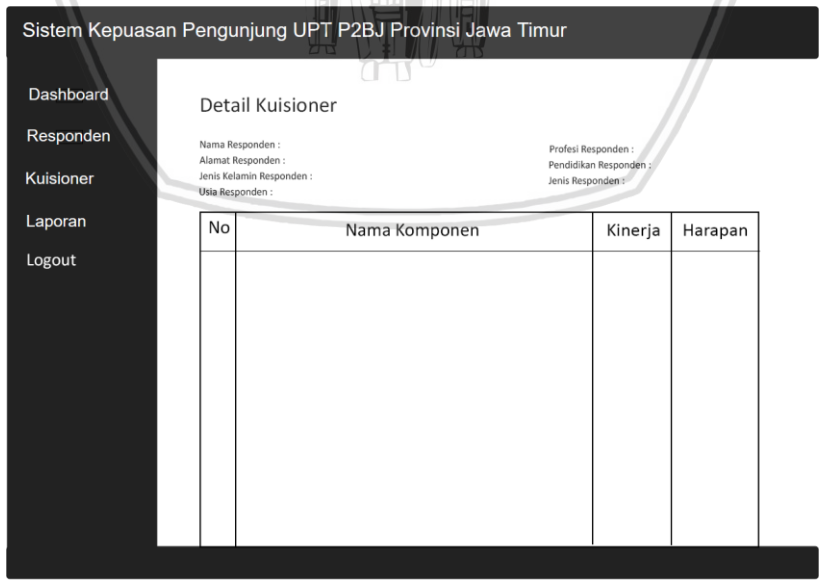 Sistem Kepuasan Pengunjung UPT P2BJ Provinsi Jawa Timur
Dashboard
Responden
Kuisioner
Laporan
Logout
Detail Kuisioner
Nama Responden :
Alamat Responden :
Jenis Kelamin Responden :
Usia Responden :
Profesi Responden :
Pendidikan Responden :
Jenis Responden :
No Nama Komponen Kinerja Harapan